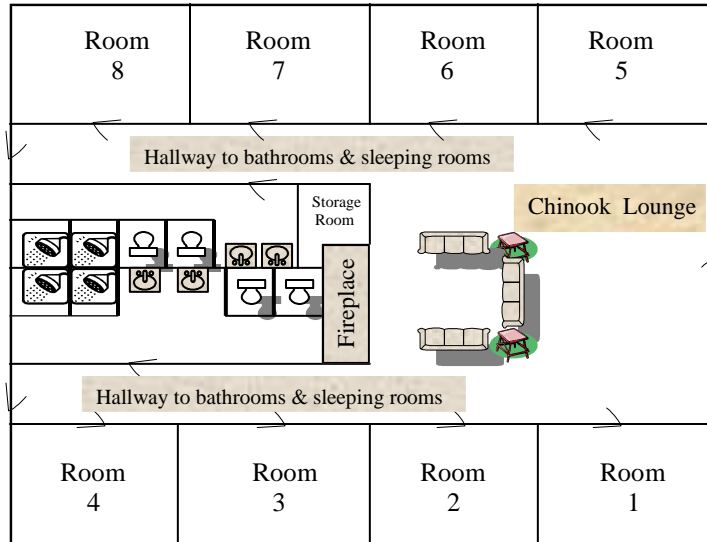 Room
8
Room
7
Room
6
Room
5
Hallway to bathrooms & sleeping rooms
Storage
Room
Chinook Lounge
Fireplace
Hallway to bathrooms & sleeping rooms
Room
4
Room
3
Room
2
Room
1